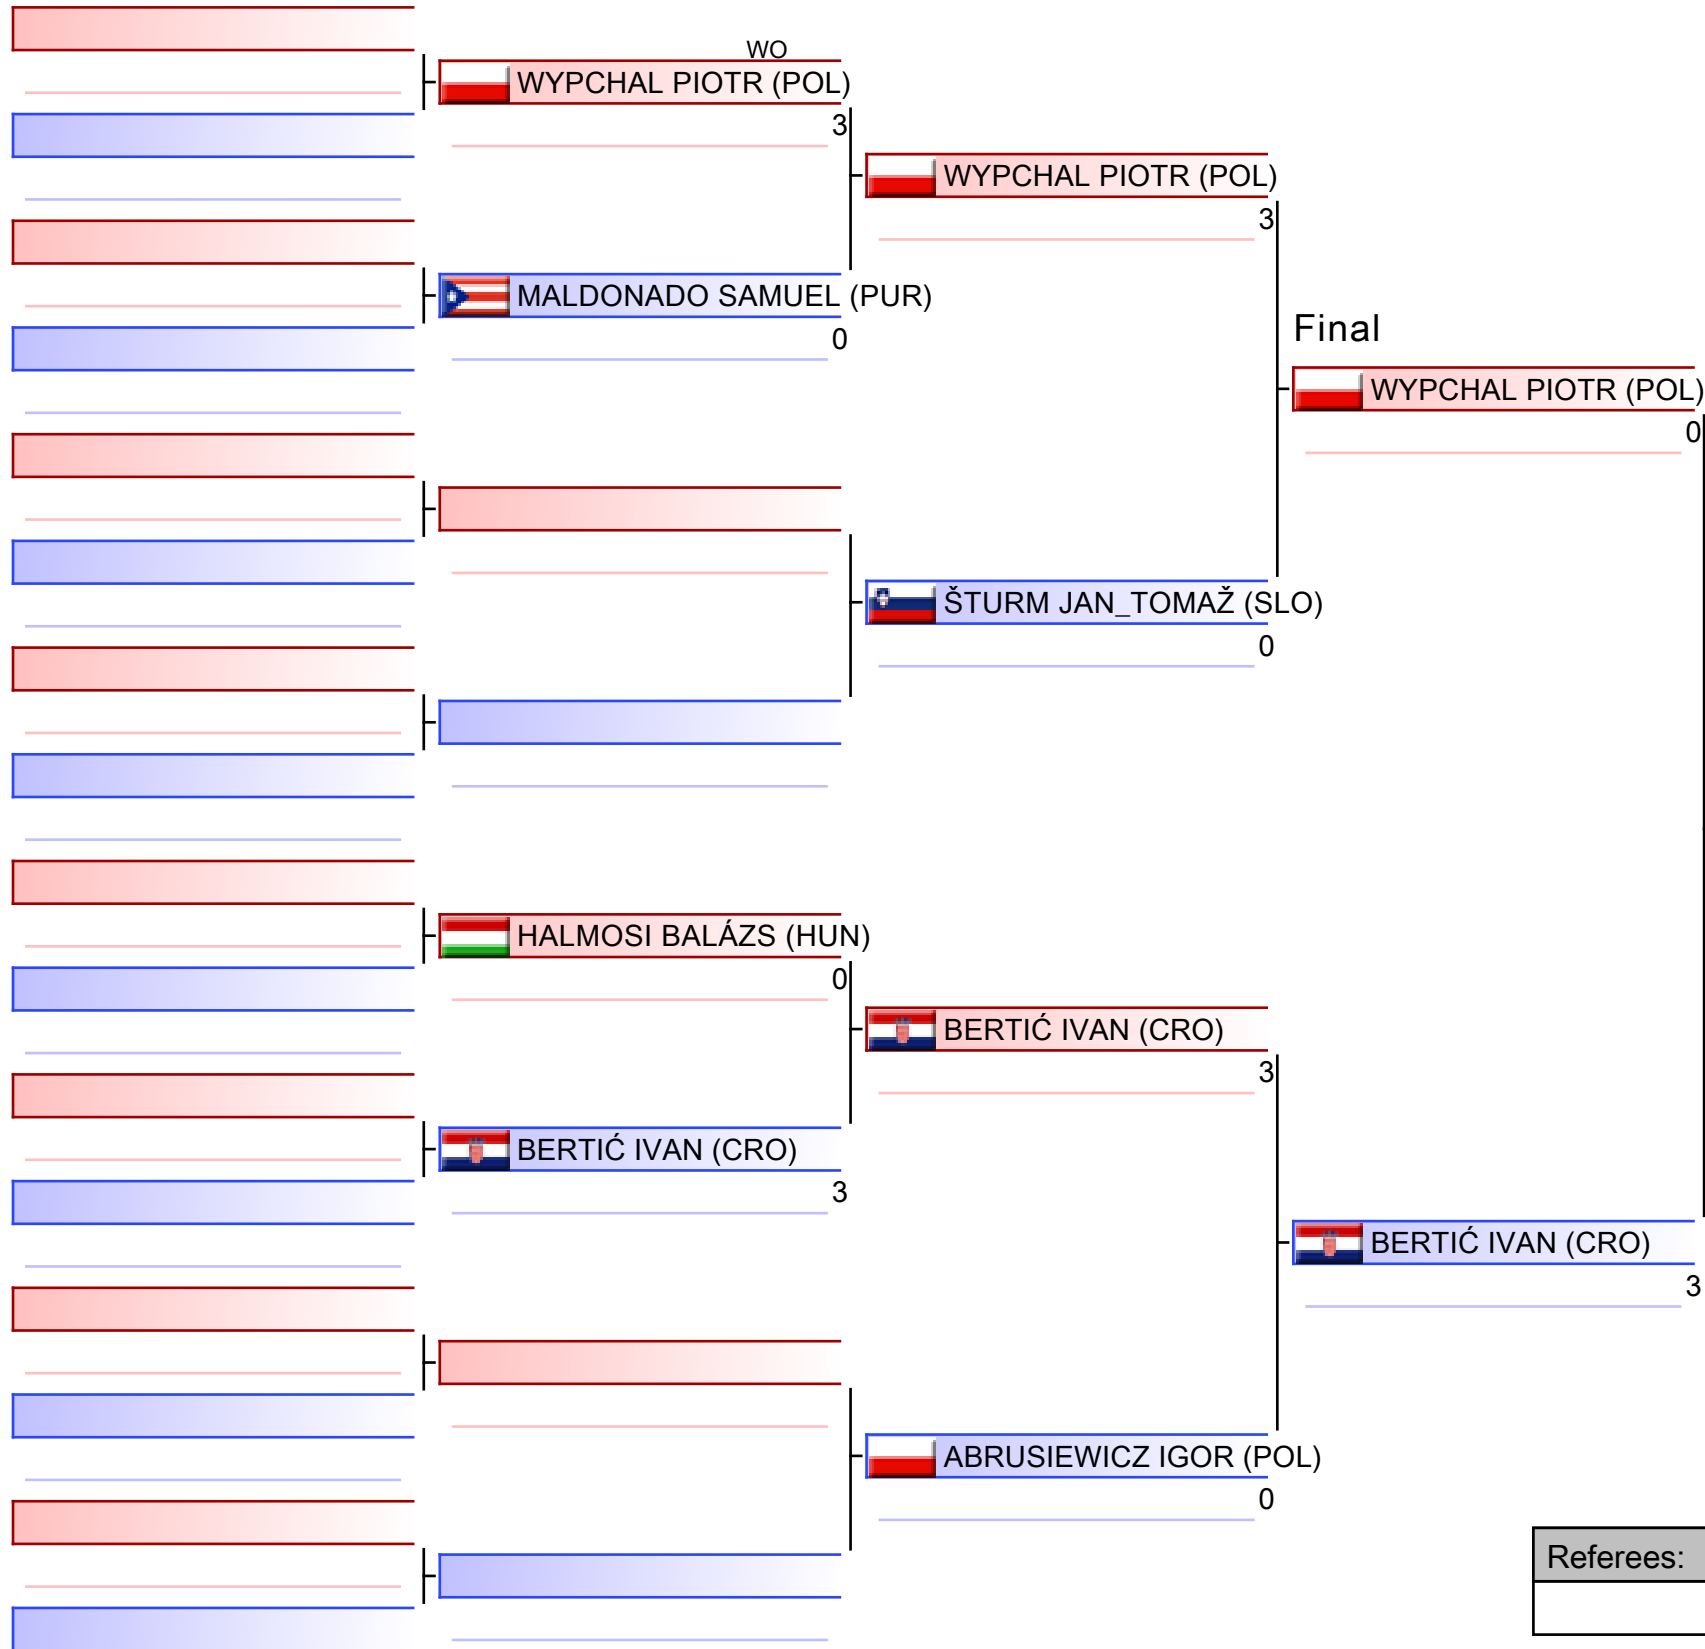 WO
WYPCHAL PIOTR (POL)
3
WYPCHAL PIOTR (POL)
3
MALDONADO SAMUEL (PUR)
0
Final
WYPCHAL PIOTR (POL)
0
ŠTURM JAN_TOMAŽ (SLO)
0
HALMOSI BALÁZS (HUN)
0
BERTIĆ IVAN (CRO)
3
BERTIĆ IVAN (CRO)
3
BERTIĆ IVAN (CRO)
3
ABRUSIEWICZ IGOR (POL)
0
Referees: